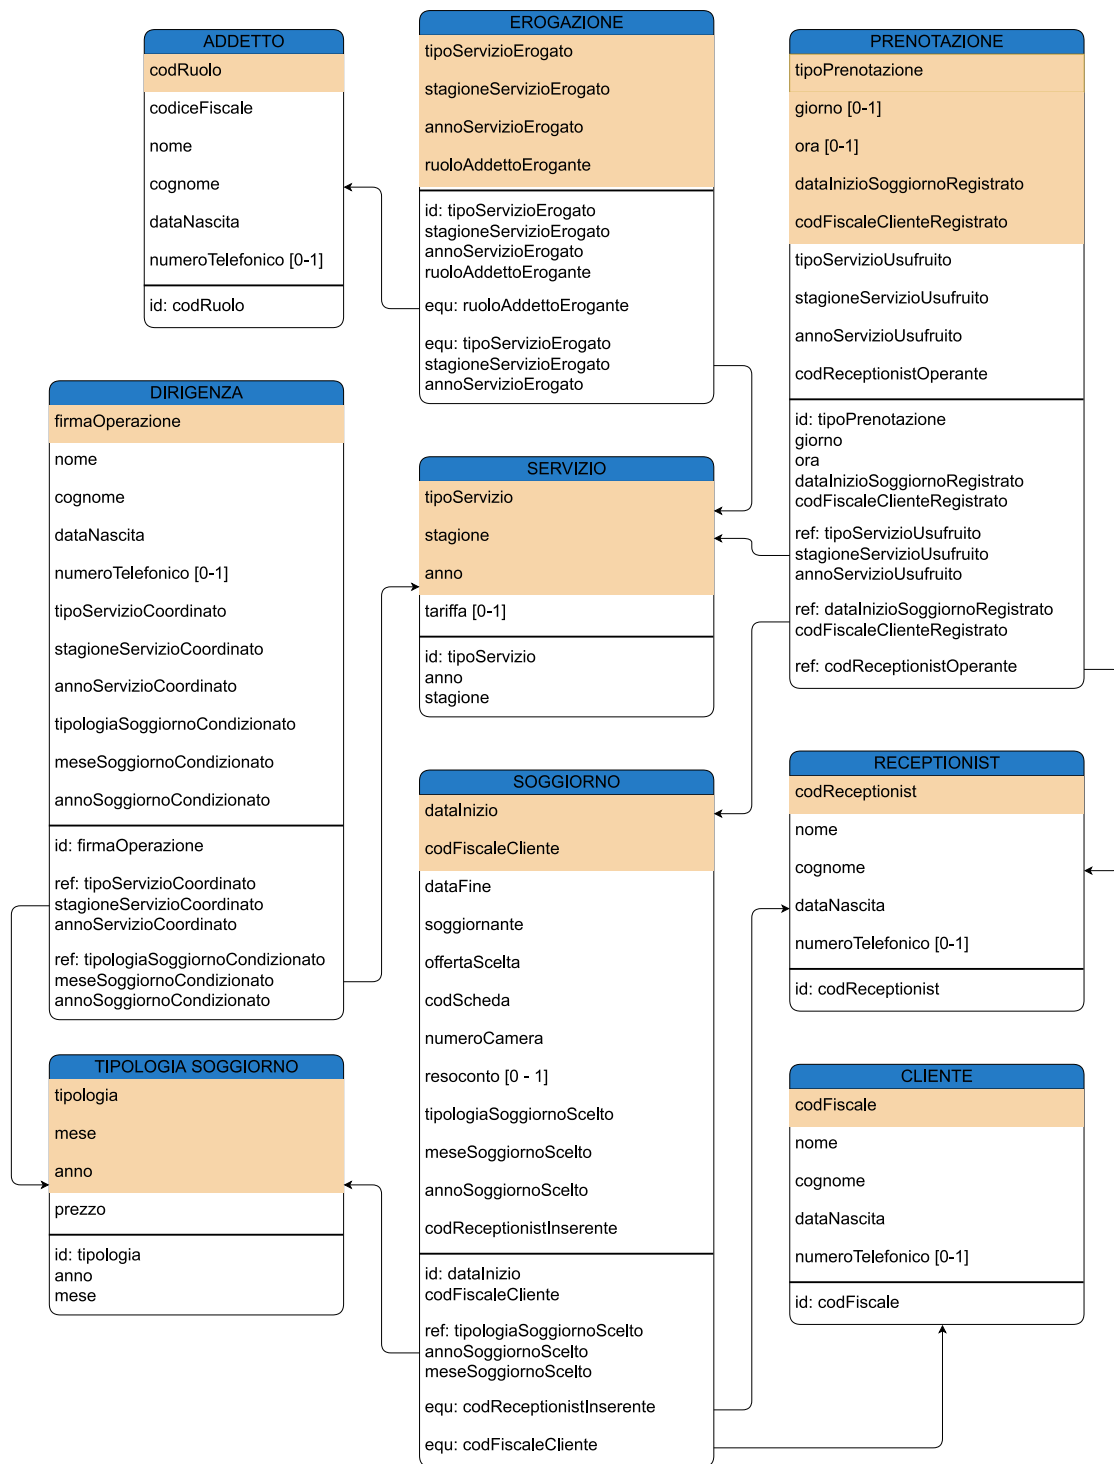 ADDETTO
codRuolo
codiceFiscale
nome
cognome
dataNascita
numeroTelefonico [0-1]
id: codRuolo
EROGAZIONE
tipoServizioErogato
stagioneServizioErogato
annoServizioErogato
ruoloAddettoErogante
id: tipoServizioErogato
stagioneServizioErogato
annoServizioErogato
ruoloAddettoErogante
equ: ruoloAddettoErogante
equ: tipoServizioErogato
stagioneServizioErogato
annoServizioErogato
PRENOTAZIONE
tipoPrenotazione
giorno [0-1]
ora [0-1]
dataInizioSoggiornoRegistrato
codFiscaleClienteRegistrato
tipoServizioUsufruito
stagioneServizioUsufruito
annoServizioUsufruito
codReceptionistOperante
id: tipoPrenotazione
giorno
ora
dataInizioSoggiornoRegistrato
codFiscaleClienteRegistrato
ref: tipoServizioUsufruito
stagioneServizioUsufruito
annoServizioUsufruito
ref: dataInizioSoggiornoRegistrato
codFiscaleClienteRegistrato
ref: codReceptionistOperante
DIRIGENZA
firmaOperazione
nome
cognome
dataNascita
numeroTelefonico [0-1]
tipoServizioCoordinato
stagioneServizioCoordinato
annoServizioCoordinato
tipologiaSoggiornoCondizionato
meseSoggiornoCondizionato
annoSoggiornoCondizionato
id: firmaOperazione
ref: tipoServizioCoordinato
stagioneServizioCoordinato
annoServizioCoordinato
ref: tipologiaSoggiornoCondizionato
meseSoggiornoCondizionato
annoSoggiornoCondizionato
SERVIZIO
tipoServizio
stagione
anno
tariffa [0-1]
id: tipoServizio
anno
stagione
SOGGIORNO
dataInizio
codFiscaleCliente
dataFine
soggiornante
offertaScelta
codScheda
numeroCamera
resoconto [0 - 1]
tipologiaSoggiornoScelto
meseSoggiornoScelto
annoSoggiornoScelto
codReceptionistInserente
id: dataInizio
codFiscaleCliente
ref: tipologiaSoggiornoScelto
annoSoggiornoScelto
meseSoggiornoScelto
equ: codReceptionistInserente
equ: codFiscaleCliente
RECEPTIONIST
codReceptionist
nome
cognome
dataNascita
numeroTelefonico [0-1]
id: codReceptionist
TIPOLOGIA SOGGIORNO
tipologia
mese
anno
prezzo
id: tipologia
anno
mese
CLIENTE
codFiscale
nome
cognome
dataNascita
numeroTelefonico [0-1]
id: codFiscale